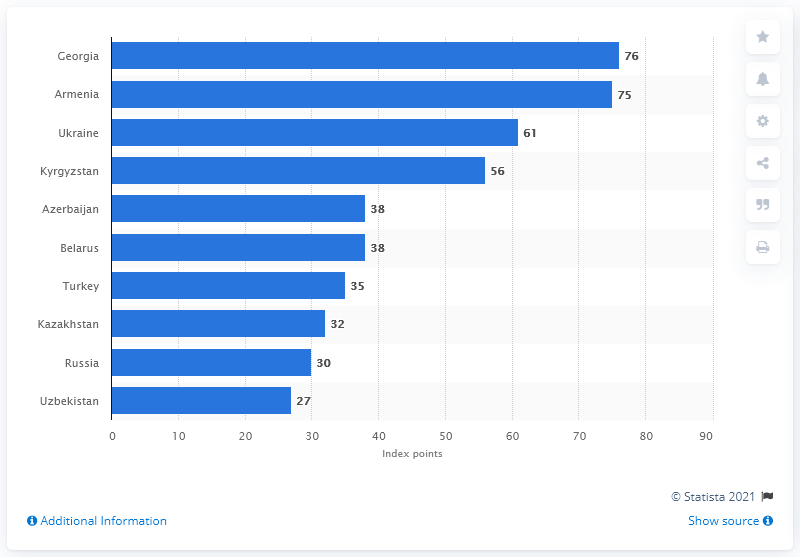 Georgia 76
Armenia 75
Ukraine 61
Kyrgyzstan 56
Azerbaijan 38
Belarus 38
Turkey 35
Kazakhstan 32
Russia 30
Uzbekistan 27
0 10 20 30 40 50 60 70 80 90
Index points
© Statista 2021
Additional Information Show source